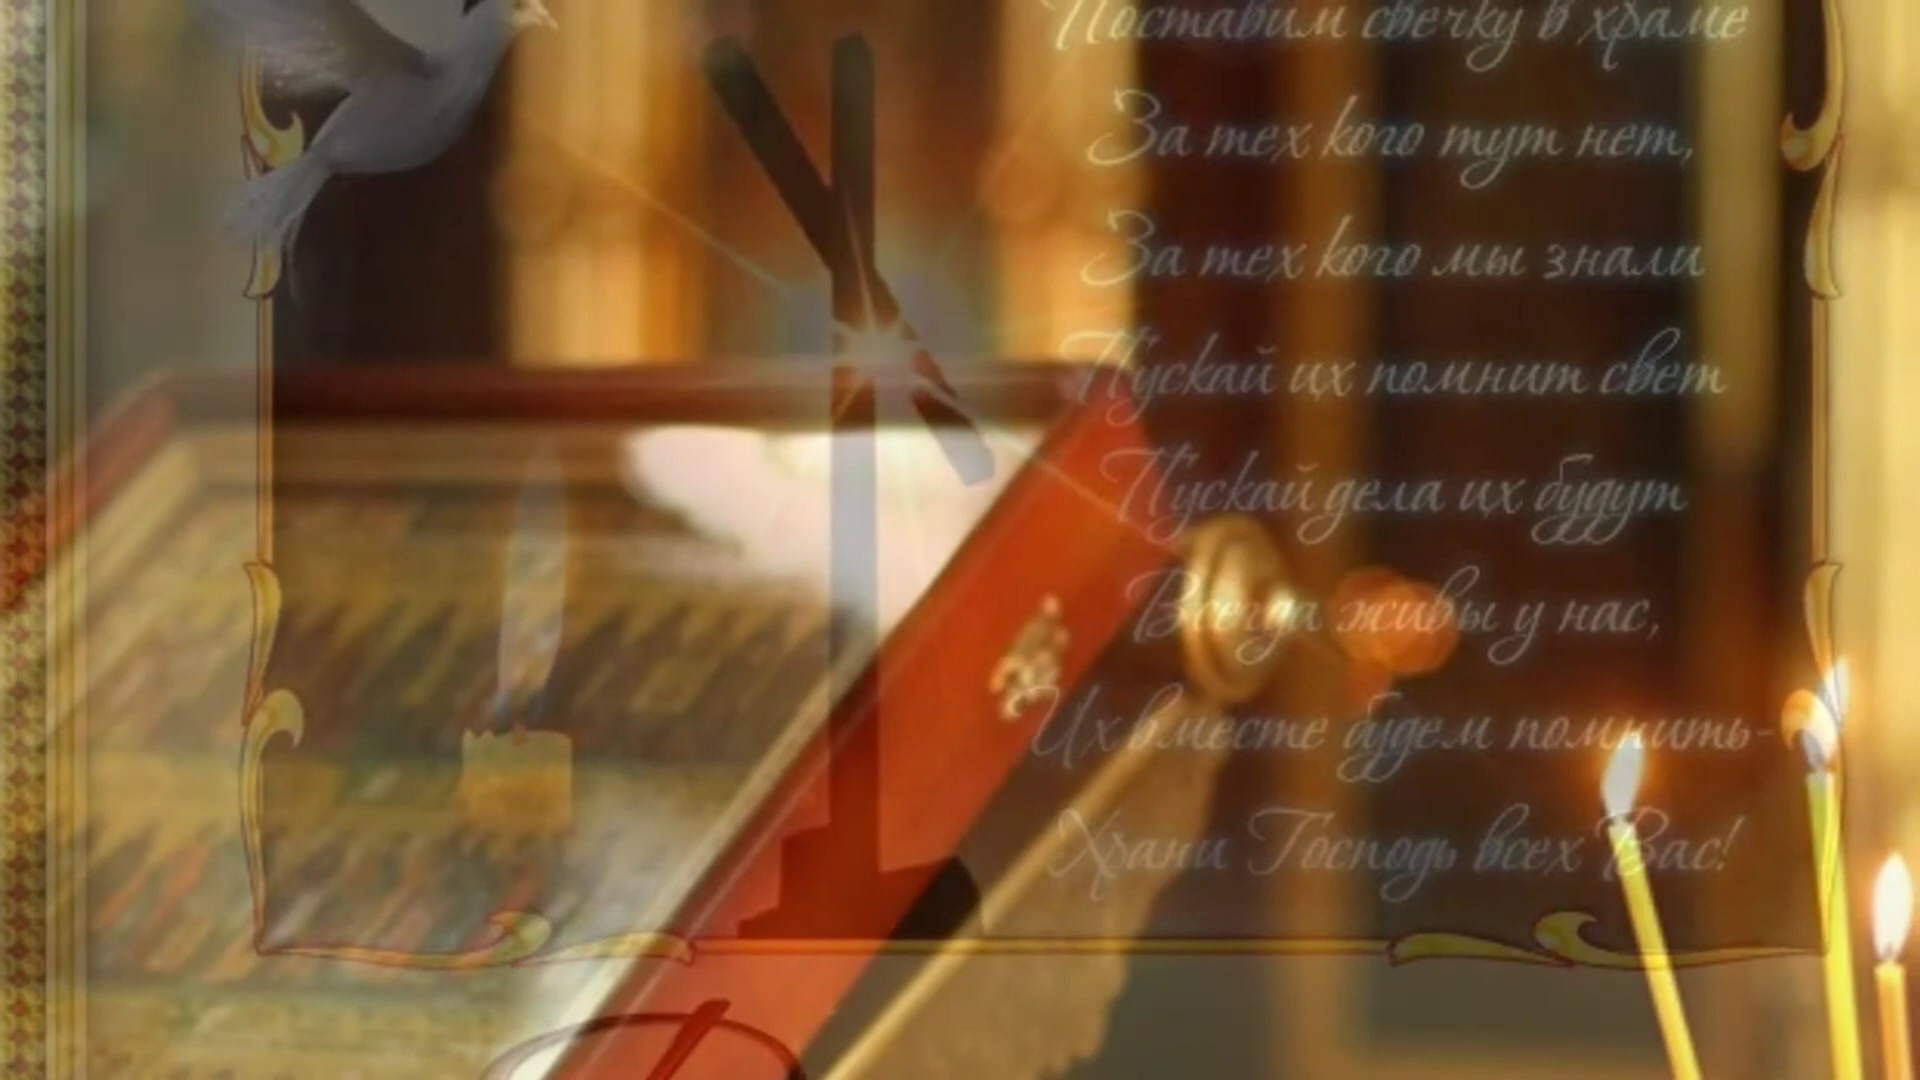 Поставим свечку в храме
За тех кого тут нет,
За тех кого мы знали
Пускай их помнит свет
Пускай дела их будут
Всегда живы у нас,
Их вместе будем помнить-
Храни Господь всех Вас!